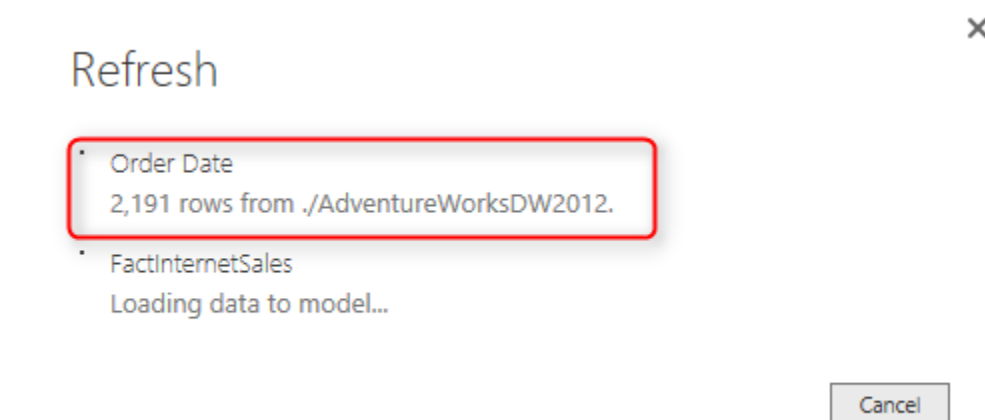 Refresh
Order Date
2,191 rows from ./AdventureWorksDW2012.
FactInternetSales
Loading data to model...
Cancel